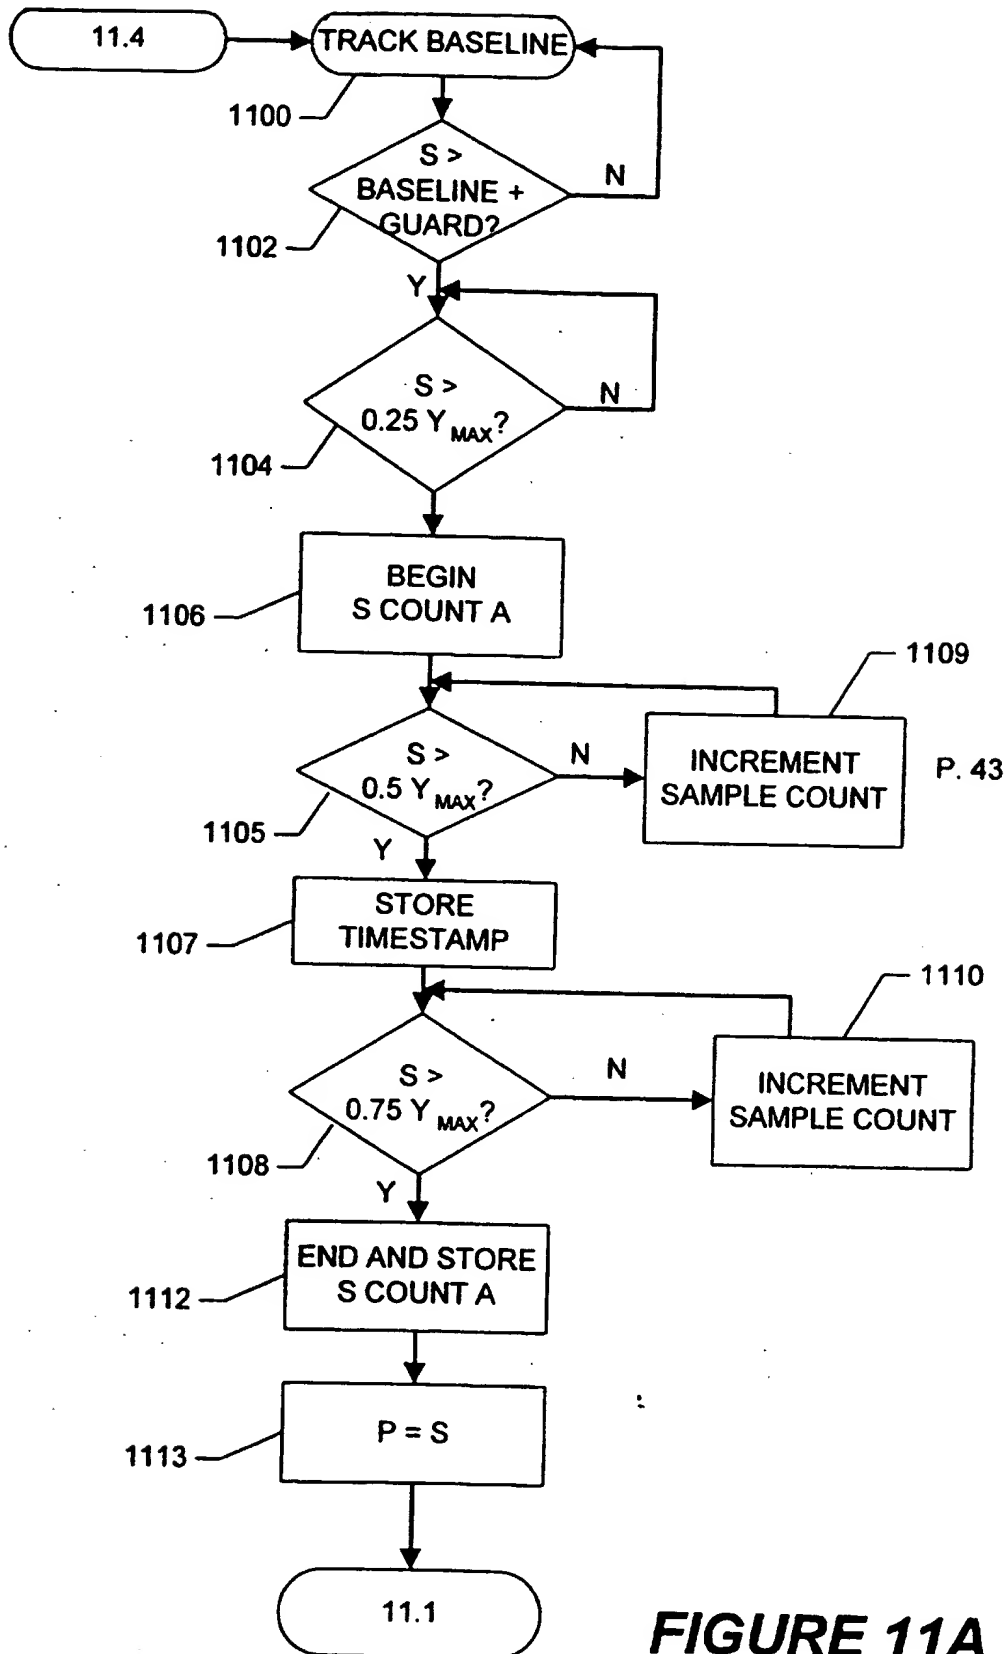 11.4
TRACK BASELINE
1100
S >
BASELINE +
GUARD?
N
1102
Y
S >
0.25 Y MAX?
N
1104
BEGIN
S COUNT A
1106
1109
S >
0.5 Y MAX?
N
INCREMENT
SAMPLE COUNT
P. 43
1105
Y
STORE
TIMESTAMP
1107
1110
S >
0.75 Y MAX?
N
INCREMENT
SAMPLE COUNT
1108
Y
END AND STORE
S COUNT A
1112
P = S
1113
11.1
FIGURE 11A